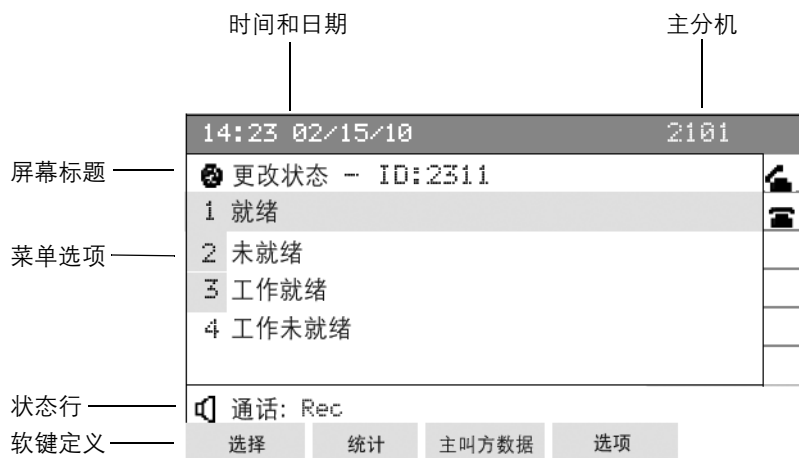 时间和日期 主分机
14:23 02/15/10 2101
屏幕标题 更改状态 - ID:2311
1 就绪
菜单选项 2 未就绪
3 工作就绪
4 工作未就绪
状态行 通话: Rec
软键定义 选择 统计 主叫方数据 选项